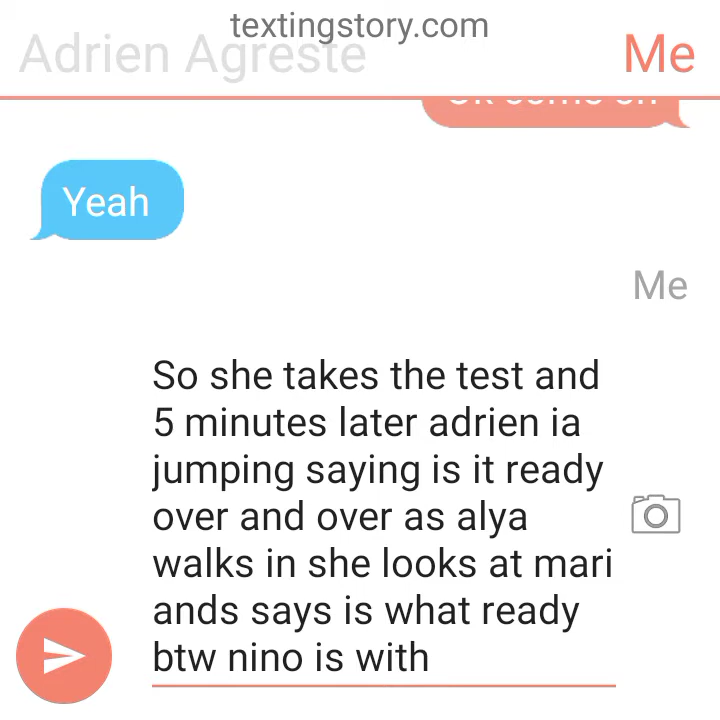 textingstory.com
Adrien Agreste
Me
Yeah
Me
So she takes the test and
5 minutes later adrien ia
jumping saying is it ready
over and over as alya
walks in she looks at mari
ands says is what ready
btw nino is with